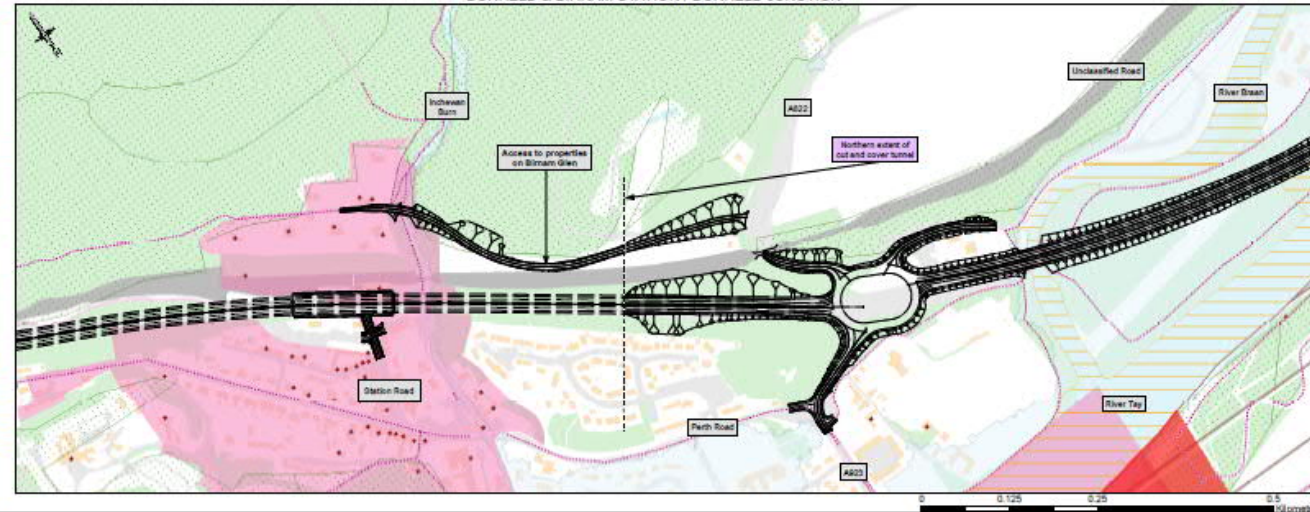 Unclassified Road
River Braan
Inchewan
Burn
A822
Access to properties
on Birnam Glen
Northern extent of
cut and cover tunnel
Station Road
River Tay
Perth Road
A923
0
0.125
0.25
0.5